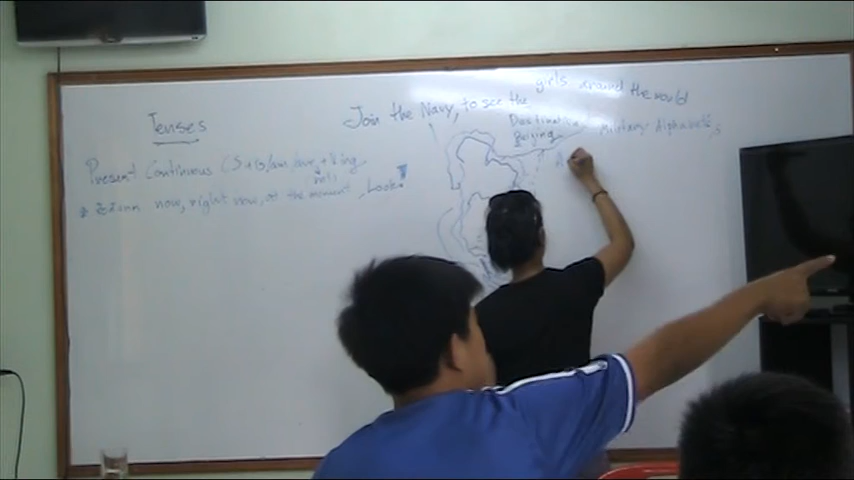 Tenses
Present Continuous (S+is/am/are+Ving
now, right now, at the moment, Look!
Join the Navy, to see the
girls around the world
Destination
Beijing
Military Alphabets
A